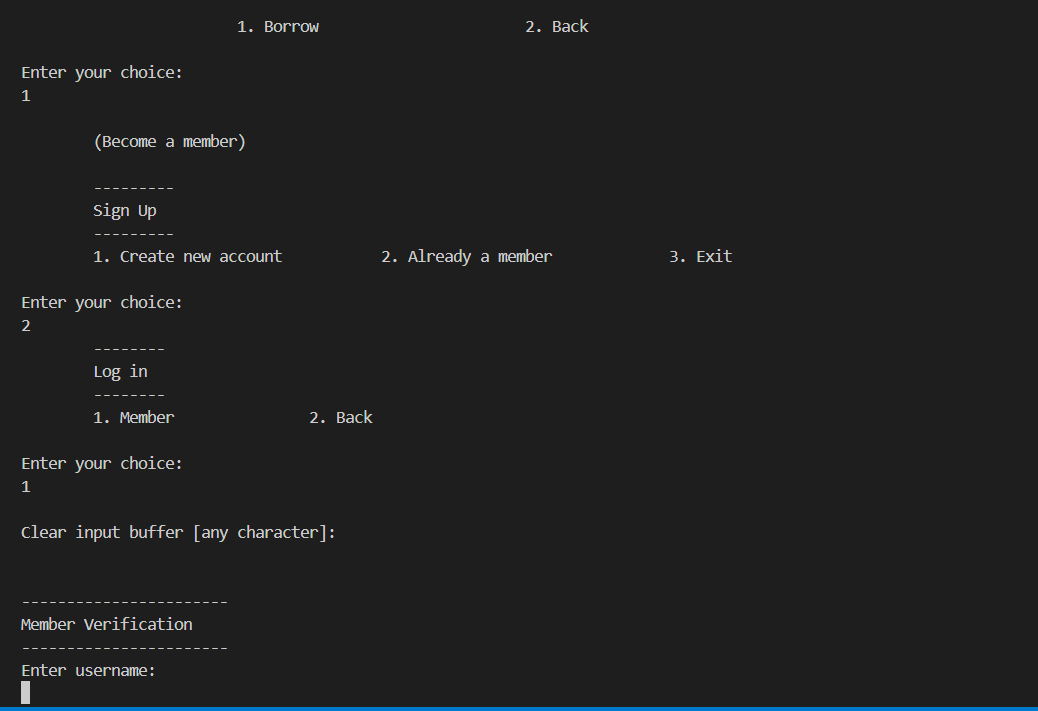 1. Borrow 2. Back
Enter your choice:
1
(Become a member)
---------
Sign Up
---------
1. Create new account 2. Already a member 3. Exit
Enter your choice:
2
--------
Log in
--------
1. Member 2. Back
Enter your choice:
1
Clear input buffer [any character]:
-----------------------
Member Verification
-----------------------
Enter username: